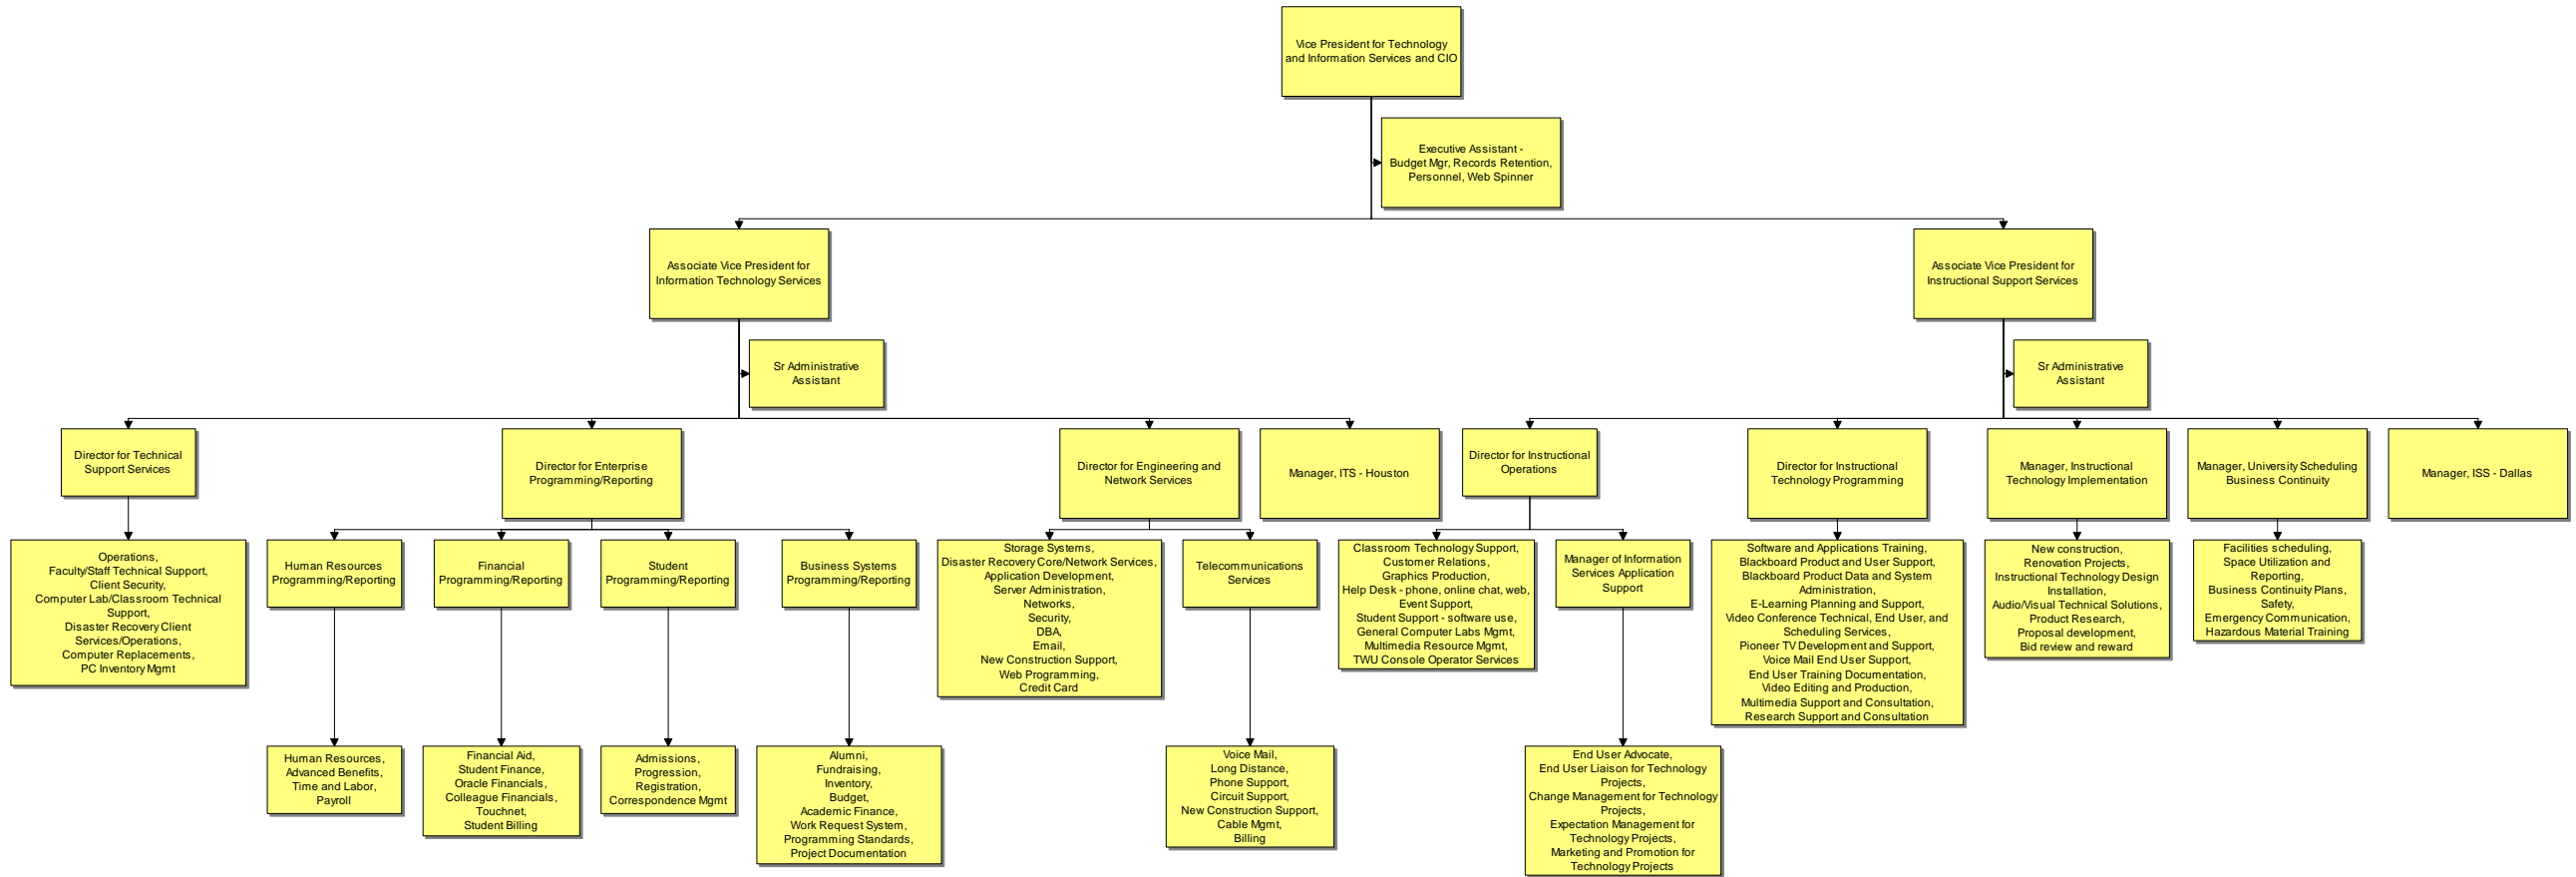 Vice President for Technology
and Information Services and CIO
Executive Assistant -
Budget Mgr, Records Retention,
Personnel, Web Spinner
Associate Vice President for
Information Technology Services
Associate Vice President for
Instructional Support Services
Sr Administrative
Assistant
Sr Administrative
Assistant
Director for Technical
Support Services
Director for Enterprise
Programming/Reporting
Director for Engineering and
Network Services
Manager, ITS - Houston
Director for Instructional
Operations
Director for Instructional
Technology Programming
Manager, Instructional
Technology Implementation
Manager, University Scheduling
Business Continuity
Manager, ISS - Dallas
Operations,
Faculty/Staff Technical Support,
Client Security,
Computer Lab/Classroom Technical
Support,
Disaster Recovery Client
Services/Operations,
Computer Replacements,
PC Inventory Mgmt
Human Resources
Programming/Reporting
Financial
Programming/Reporting
Student
Programming/Reporting
Business Systems
Programming/Reporting
Storage Systems,
Disaster Recovery Core/Network Services,
Application Development,
Server Administration,
Networks,
Security,
DBA,
Email,
New Construction Support,
Web Programming,
Credit Card
Telecommunications
Services
Classroom Technology Support,
Customer Relations,
Graphics Production,
Help Desk - phone, online chat, web,
Event Support,
Student Support - software use,
General Computer Labs Mgmt,
Multimedia Resource Mgmt,
TWU Console Operator Services
Manager of Information
Services Application
Support
Software and Applications Training,
Blackboard Product and User Support,
Blackboard Product Data and System
Administration,
E-Learning Planning and Support,
Video Conference Technical, End User, and
Scheduling Services,
Pioneer TV Development and Support,
Voice Mail End User Support,
End User Training Documentation,
Video Editing and Production,
Multimedia Support and Consultation,
Research Support and Consultation
New construction,
Renovation Projects,
Instructional Technology Design
Installation,
Audio/Visual Technical Solutions,
Product Research,
Proposal development,
Bid review and reward
Facilities scheduling,
Space Utilization and
Reporting,
Business Continuity Plans,
Safety,
Emergency Communication,
Hazardous Material Training
Human Resources,
Advanced Benefits,
Time and Labor,
Payroll
Financial Aid,
Student Finance,
Oracle Financials,
Colleague Financials,
Touchnet,
Student Billing
Admissions,
Progression,
Registration,
Correspondence Mgmt
Alumni,
Fundraising,
Inventory,
Budget,
Academic Finance,
Work Request System,
Programming Standards,
Project Documentation
Voice Mail,
Long Distance,
Phone Support,
Circuit Support,
New Construction Support,
Cable Mgmt,
Billing
End User Advocate,
End User Liaison for Technology
Projects,
Change Management for Technology
Projects,
Expectation Management for
Technology Projects,
Marketing and Promotion for
Technology Projects